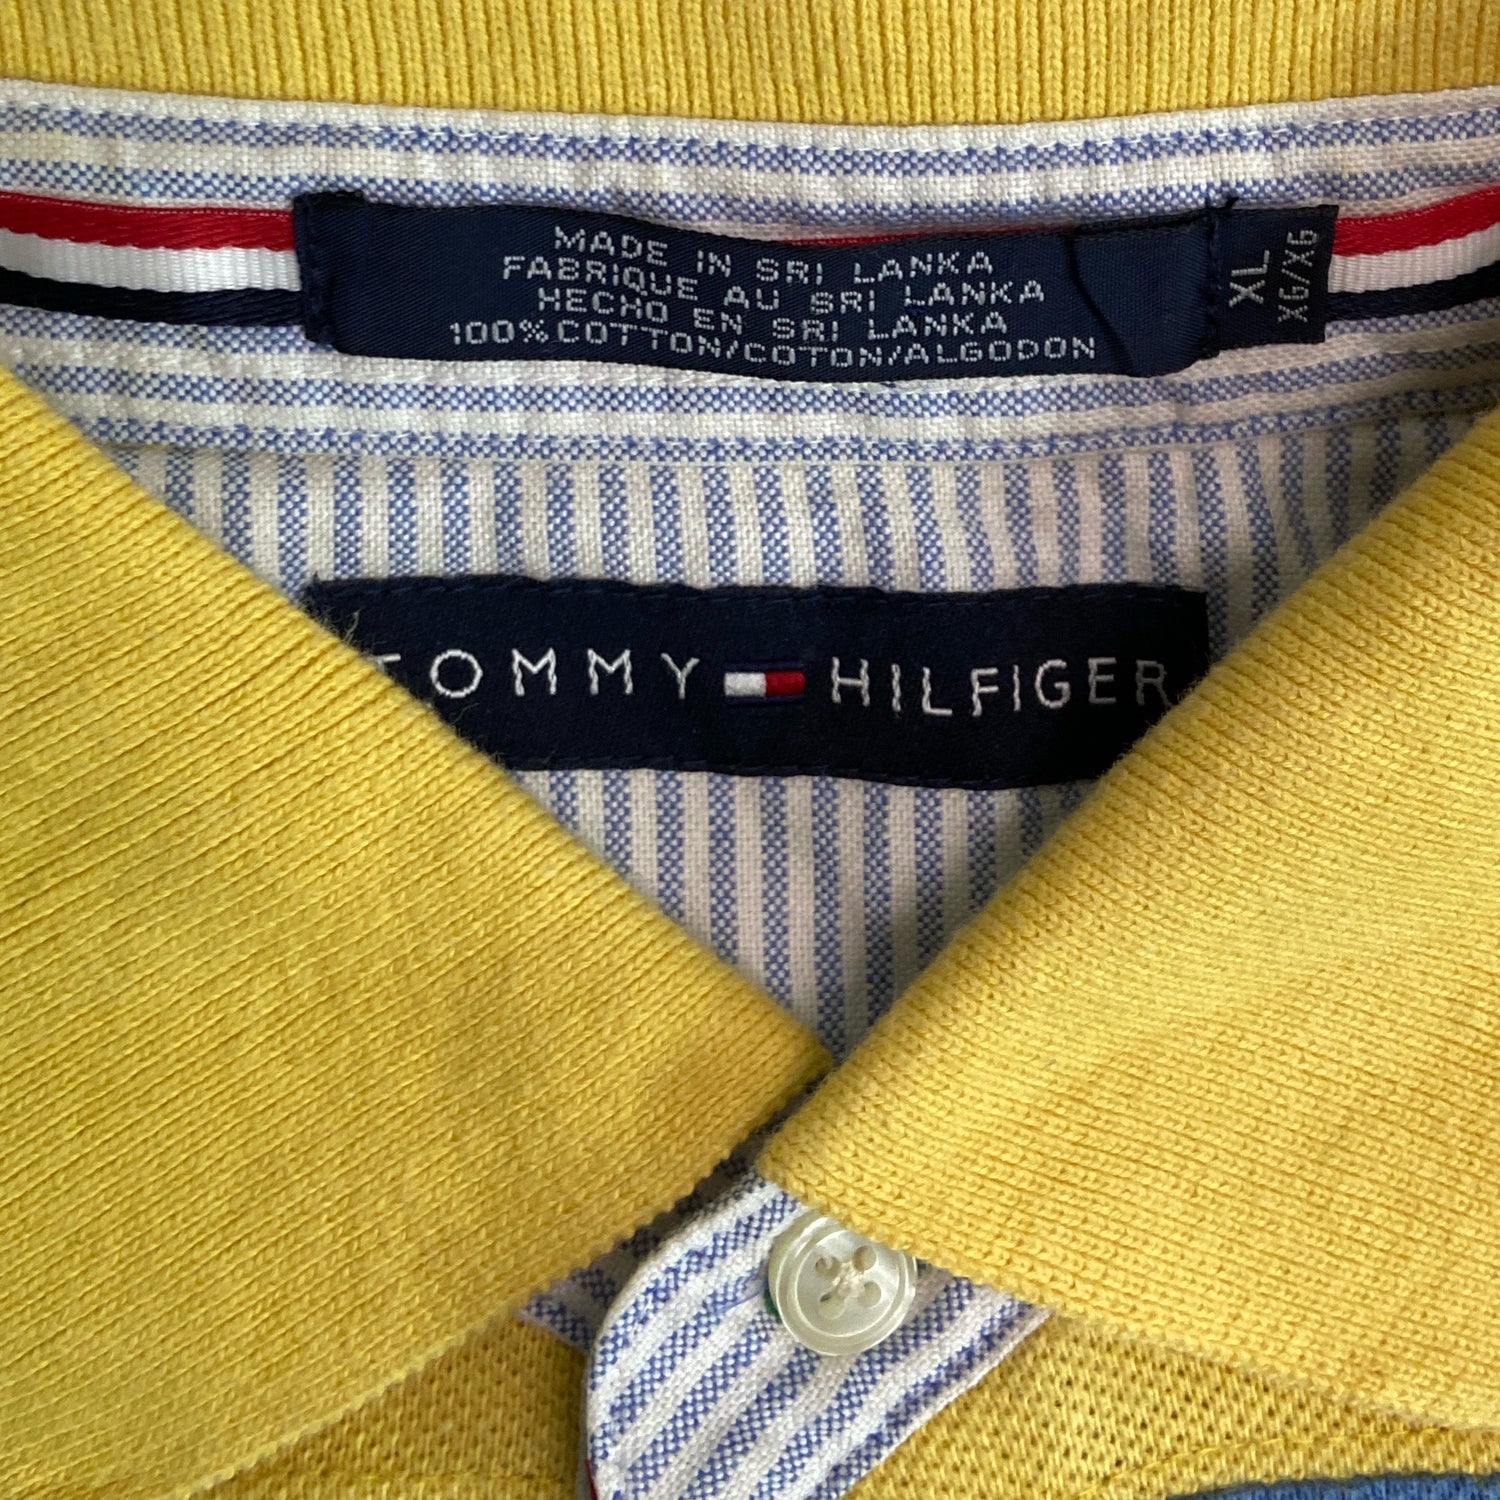 MADE IN SRI LANKA
FABRIQUE AU SRI LANKA
HECHO EN SRI LANKA
100% COTTON/COTON/ALGODON
XL
XG/XG
TOMMY HILFIGER